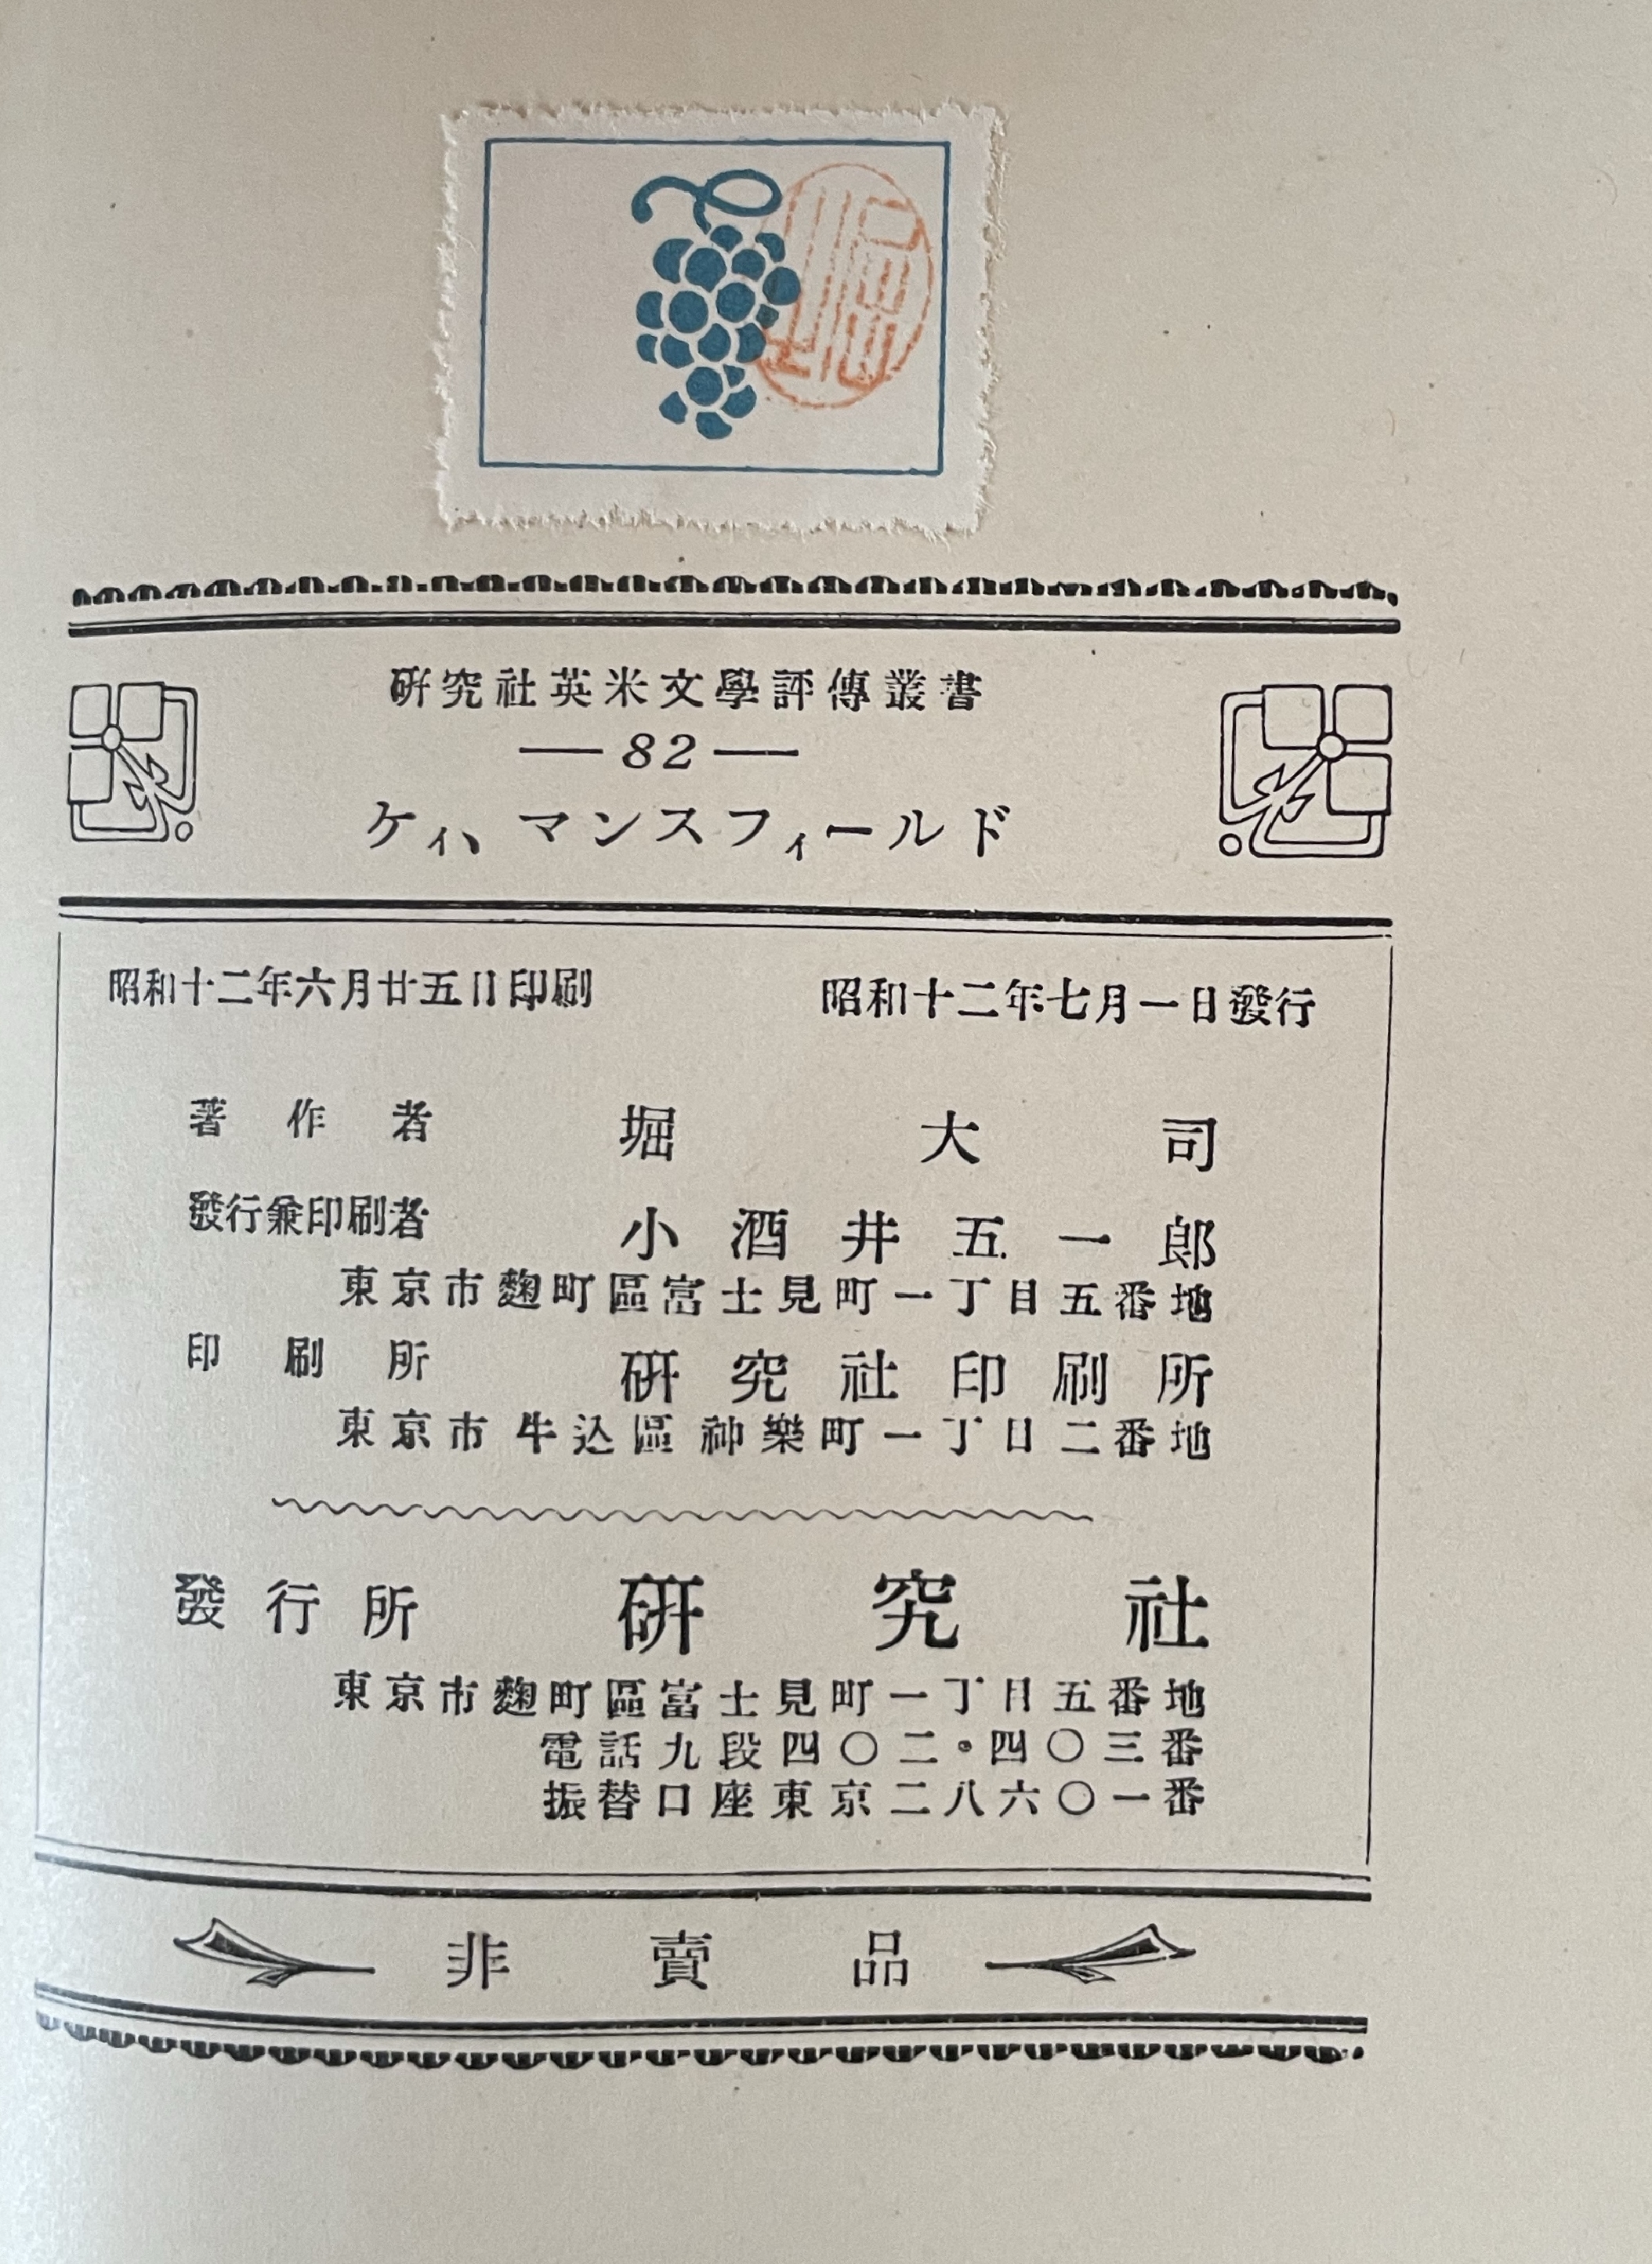 研究社英米文學評傳叢書
— 82 —
ケィ、マンスフィールド
昭和十二年六月廿五日印刷
昭和十二年七月一日發行
著作者 堀大司
發行兼印刷者 小酒井五一郎
東京市麴町區富士見町一丁目五番地
印刷所 研究社印刷所
東京市牛込區神樂町一丁目二番地
發行所 研究社
東京市麴町區富士見町一丁目五番地
電話九段四〇二・四〇三番
振替口座東京二八六〇一番
非賣品